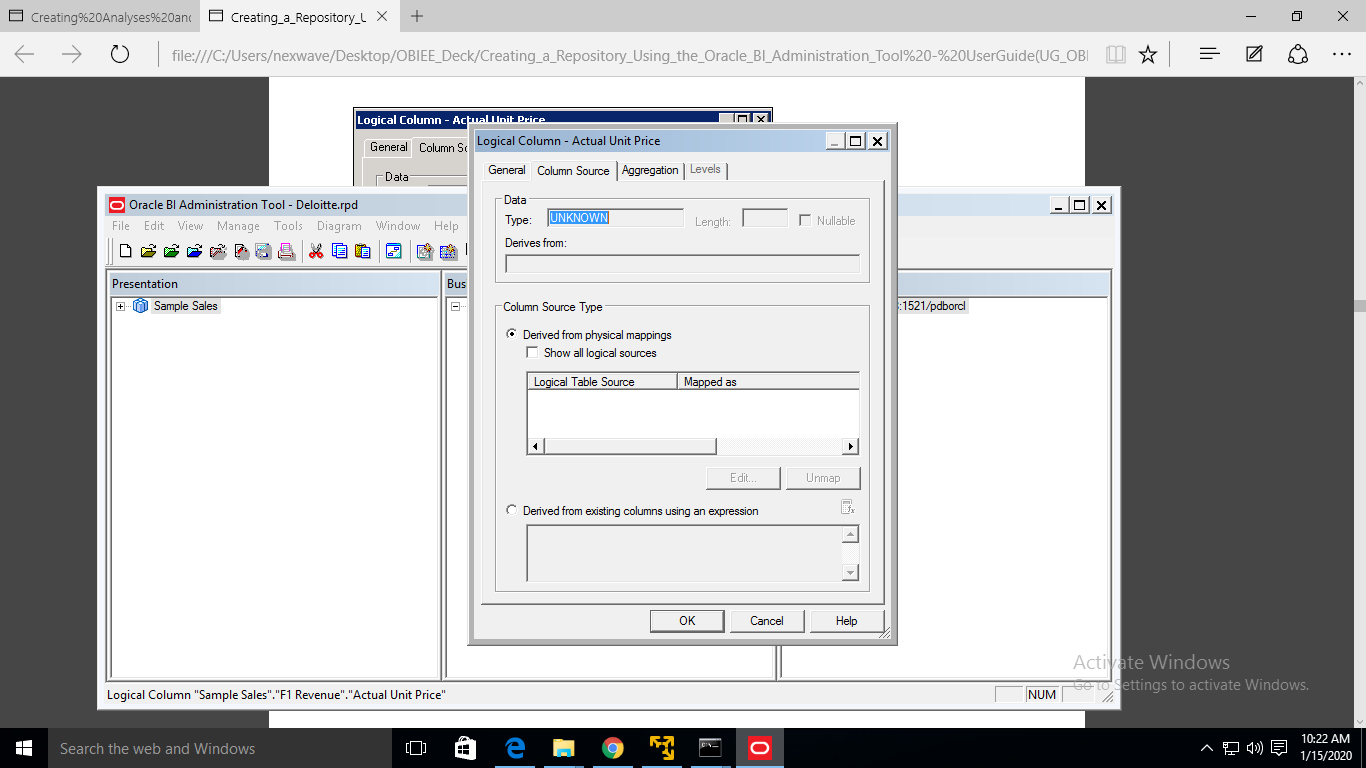 Creating%20Analyses%20an
Creating_a_Repository_U
file:///C:/Users/nexwave/Desktop/OBIEE_Deck/Creating_a_Repository_Using_the_Oracle_BI_Administration_Tool%20-%20UserGuide(UG_OBI
Logical Column - Actual Unit Price
General Column So
Data
Logical Column - Actual Unit Price
General Column Source Aggregation Levels
Data
Type: UNKNOWN Length: Nullable
Derives from:
Column Source Type
Derived from physical mappings
Show all logical sources
Logical Table Source Mapped as
Edit... Unmap
Derived from existing columns using an expression
OK Cancel Help
Oracle BI Administration Tool - Deloitte.rpd
File Edit View Manage Tools Diagram Window Help
Presentation Bus
Sample Sales
:1521/pdborcl
Activate Windows
Go to Settings to activate Windows.
Logical Column "Sample Sales"."F1 Revenue"."Actual Unit Price" NUM
Search the web and Windows
10:22 AM
1/15/2020